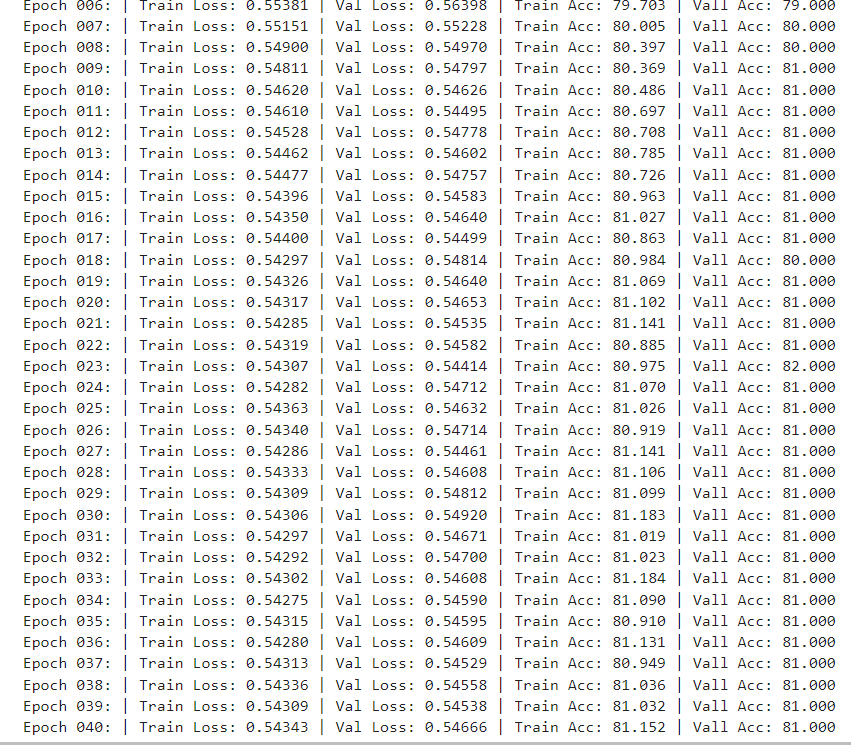 Epoch 006: | Train Loss: 0.55381 | Val Loss: 0.56398 | Train Acc: 79.703 | Vall Acc: 79.000
Epoch 007: | Train Loss: 0.55151 | Val Loss: 0.55228 | Train Acc: 80.005 | Vall Acc: 80.000
Epoch 008: | Train Loss: 0.54900 | Val Loss: 0.54970 | Train Acc: 80.397 | Vall Acc: 80.000
Epoch 009: | Train Loss: 0.54811 | Val Loss: 0.54797 | Train Acc: 80.369 | Vall Acc: 81.000
Epoch 010: | Train Loss: 0.54620 | Val Loss: 0.54626 | Train Acc: 80.486 | Vall Acc: 81.000
Epoch 011: | Train Loss: 0.54610 | Val Loss: 0.54495 | Train Acc: 80.697 | Vall Acc: 81.000
Epoch 012: | Train Loss: 0.54528 | Val Loss: 0.54778 | Train Acc: 80.708 | Vall Acc: 81.000
Epoch 013: | Train Loss: 0.54462 | Val Loss: 0.54602 | Train Acc: 80.785 | Vall Acc: 81.000
Epoch 014: | Train Loss: 0.54477 | Val Loss: 0.54757 | Train Acc: 80.726 | Vall Acc: 81.000
Epoch 015: | Train Loss: 0.54396 | Val Loss: 0.54583 | Train Acc: 80.963 | Vall Acc: 81.000
Epoch 016: | Train Loss: 0.54350 | Val Loss: 0.54640 | Train Acc: 81.027 | Vall Acc: 81.000
Epoch 017: | Train Loss: 0.54400 | Val Loss: 0.54499 | Train Acc: 80.863 | Vall Acc: 81.000
Epoch 018: | Train Loss: 0.54297 | Val Loss: 0.54814 | Train Acc: 80.984 | Vall Acc: 80.000
Epoch 019: | Train Loss: 0.54326 | Val Loss: 0.54640 | Train Acc: 81.069 | Vall Acc: 81.000
Epoch 020: | Train Loss: 0.54317 | Val Loss: 0.54653 | Train Acc: 81.102 | Vall Acc: 81.000
Epoch 021: | Train Loss: 0.54285 | Val Loss: 0.54535 | Train Acc: 81.141 | Vall Acc: 81.000
Epoch 022: | Train Loss: 0.54319 | Val Loss: 0.54582 | Train Acc: 80.885 | Vall Acc: 81.000
Epoch 023: | Train Loss: 0.54307 | Val Loss: 0.54414 | Train Acc: 80.975 | Vall Acc: 82.000
Epoch 024: | Train Loss: 0.54282 | Val Loss: 0.54712 | Train Acc: 81.070 | Vall Acc: 81.000
Epoch 025: | Train Loss: 0.54363 | Val Loss: 0.54632 | Train Acc: 81.026 | Vall Acc: 81.000
Epoch 026: | Train Loss: 0.54340 | Val Loss: 0.54714 | Train Acc: 80.919 | Vall Acc: 81.000
Epoch 027: | Train Loss: 0.54286 | Val Loss: 0.54461 | Train Acc: 81.141 | Vall Acc: 81.000
Epoch 028: | Train Loss: 0.54333 | Val Loss: 0.54608 | Train Acc: 81.106 | Vall Acc: 81.000
Epoch 029: | Train Loss: 0.54309 | Val Loss: 0.54812 | Train Acc: 81.099 | Vall Acc: 81.000
Epoch 030: | Train Loss: 0.54306 | Val Loss: 0.54920 | Train Acc: 81.183 | Vall Acc: 81.000
Epoch 031: | Train Loss: 0.54297 | Val Loss: 0.54671 | Train Acc: 81.019 | Vall Acc: 81.000
Epoch 032: | Train Loss: 0.54292 | Val Loss: 0.54700 | Train Acc: 81.023 | Vall Acc: 81.000
Epoch 033: | Train Loss: 0.54302 | Val Loss: 0.54608 | Train Acc: 81.184 | Vall Acc: 81.000
Epoch 034: | Train Loss: 0.54275 | Val Loss: 0.54590 | Train Acc: 81.090 | Vall Acc: 81.000
Epoch 035: | Train Loss: 0.54315 | Val Loss: 0.54595 | Train Acc: 80.910 | Vall Acc: 81.000
Epoch 036: | Train Loss: 0.54280 | Val Loss: 0.54609 | Train Acc: 81.131 | Vall Acc: 81.000
Epoch 037: | Train Loss: 0.54313 | Val Loss: 0.54529 | Train Acc: 80.949 | Vall Acc: 81.000
Epoch 038: | Train Loss: 0.54336 | Val Loss: 0.54558 | Train Acc: 81.036 | Vall Acc: 81.000
Epoch 039: | Train Loss: 0.54309 | Val Loss: 0.54538 | Train Acc: 81.032 | Vall Acc: 81.000
Epoch 040: | Train Loss: 0.54343 | Val Loss: 0.54666 | Train Acc: 81.152 | Vall Acc: 81.000